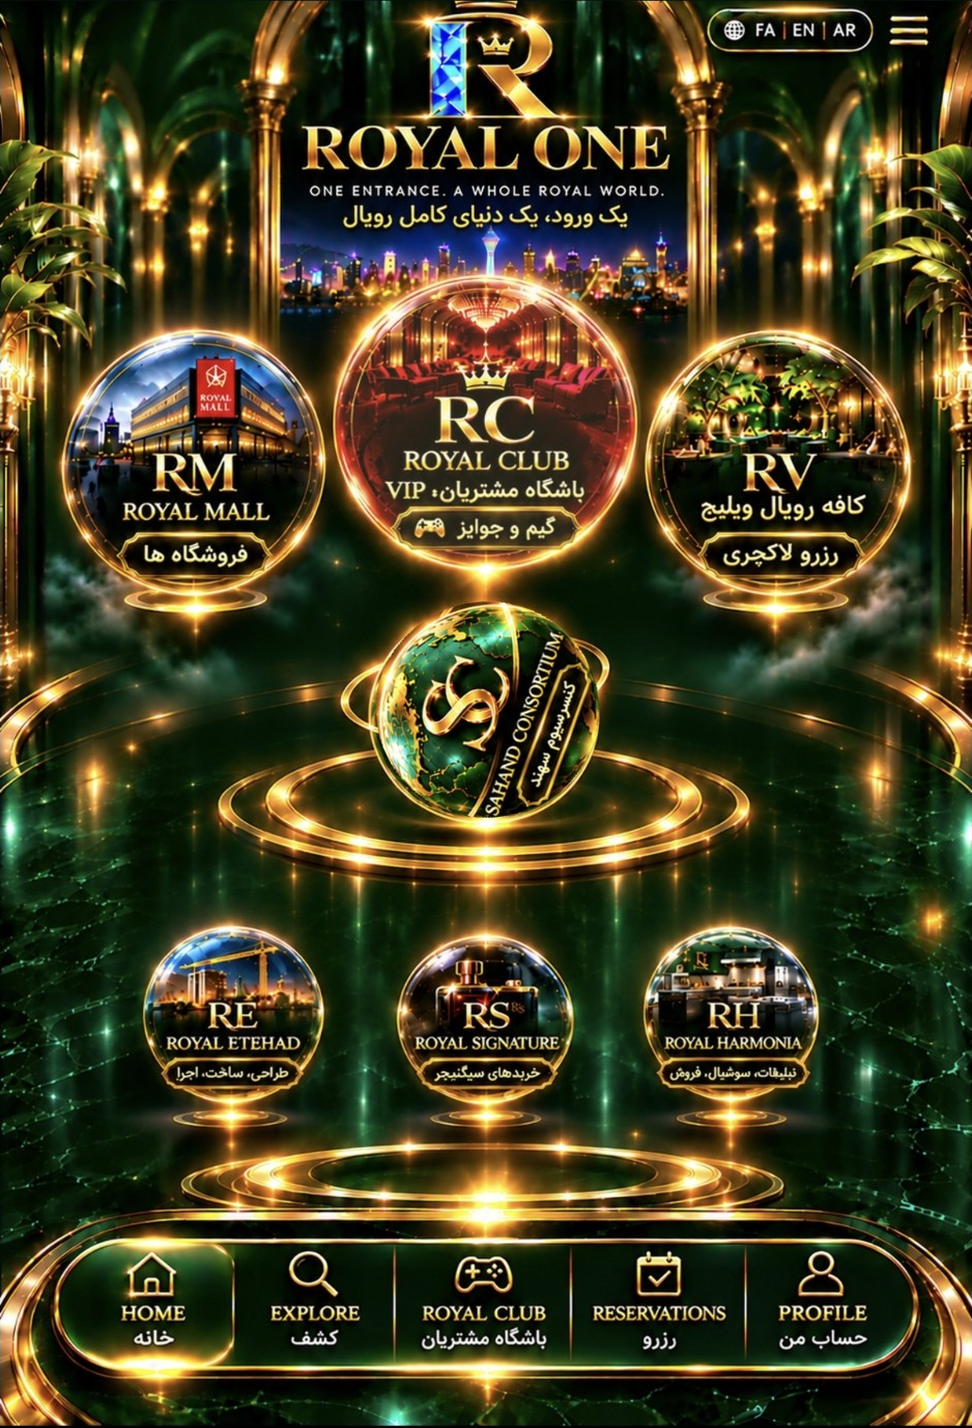 FA | EN | AR
R
ROYAL ONE
ONE ENTRANCE. A WHOLE ROYAL WORLD.
یک ورود، یک دنیای کامل رویال
ROYAL
MALL
RM
ROYAL MALL
فروشگاه ها
RC
ROYAL CLUB
باشگاه مشتریان؛ VIP
گیم و جوایز
RV
کافه رویال ویلیج
رزرو لاکچری
SC
SAHAND CONSORTIUM
کنسرسیوم سهند
RE
ROYAL ETEHAD
طراحی، ساخت، اجرا
RS
ROYAL SIGNATURE
خریدهای سیگنیچر
RH
ROYAL HARMONIA
تبلیغات، سوشیال، فروش
HOME
خانه
EXPLORE
کشف
ROYAL CLUB
باشگاه مشتریان
RESERVATIONS
رزرو
PROFILE
حساب من